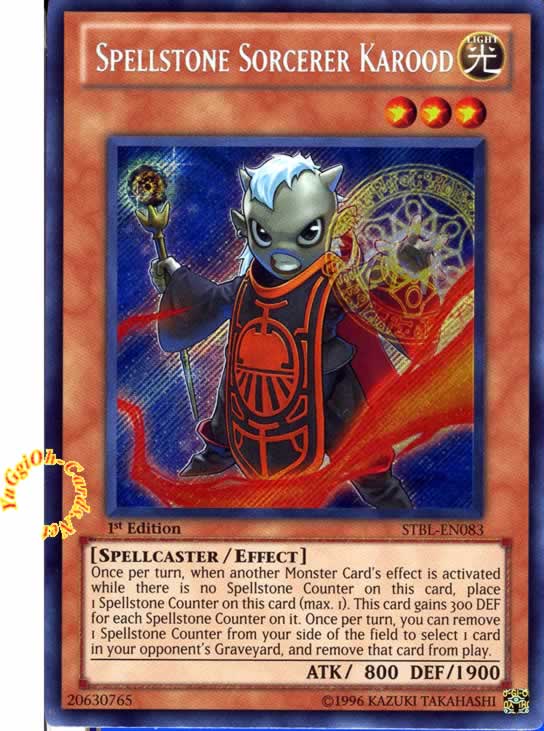 SPELLSTONE SORCERER KAROOD
LIGHT
光
1st Edition
STBL-EN083
YuGgiOh-Cards.Net
[SPELLCASTER/EFFECT]
Once per turn, when another Monster Card's effect is activated
while there is no Spellstone Counter on this card, place
1 Spellstone Counter on this card (max. 1). This card gains 300 DEF
for each Spellstone Counter on it. Once per turn, you can remove
1 Spellstone Counter from your side of the field to select 1 card
in your opponent's Graveyard, and remove that card from play.
ATK/ 800 DEF/1900
20630765
©1996 KAZUKI TAKAHASHI